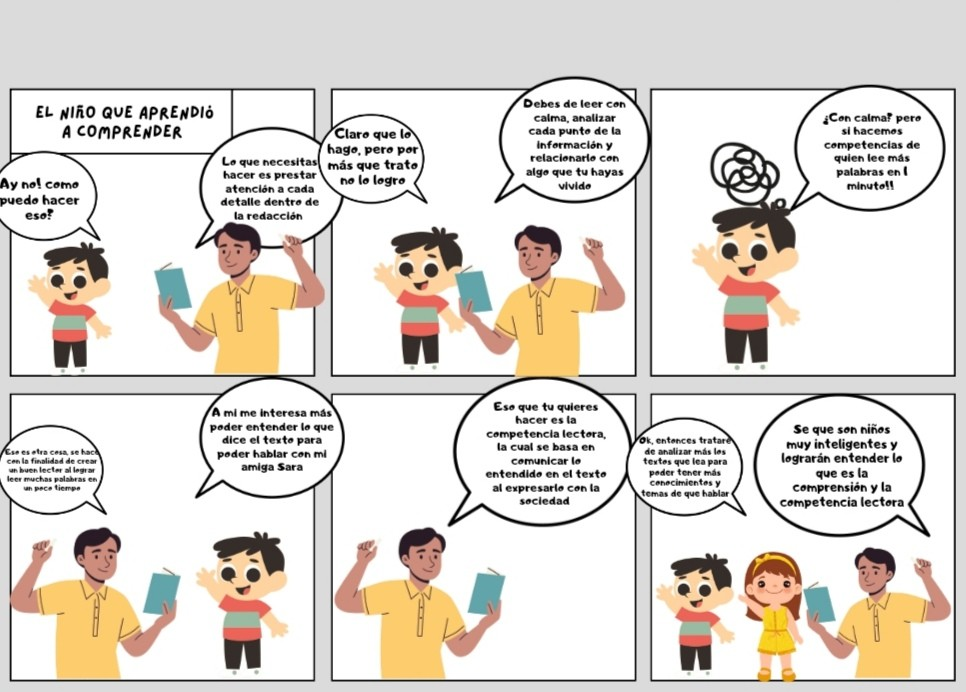 EL NIÑO QUE APRENDIÓ
A COMPRENDER
Ay no! como
puedo hacer
eso?
Lo que necesitas
hacer es prestar
atención a cada
detalle dentro de
la redacción
Claro que lo
hago, pero por
más que trato
no lo logro
Debes de leer con
calma, analizar
cada punto de la
información y
relacionarlo con
algo que tu hayas
vivido
¿Con calma? pero
si hacemos
competencias de
quien lee más
palabras en 1
minuto!!
Eso es otra cosa, se hace
con la finalidad de crear
un buen lector al lograr
leer muchas palabras en
un poco tiempo
A mi me interesa más
poder entender lo que
dice el texto para
poder hablar con mi
amiga Sara
Eso que tu quieres
hacer es la
competencia lectora,
la cual se basa en
comunicar lo
entendido en el texto
al expresarlo con la
sociedad
Ok, entonces trataré
de analizar más los
textos que lea para
poder tener más
conocimientos y
temas de que hablar
Se que son niños
muy inteligentes y
lograrán entender lo
que es la
comprensión y la
competencia lectora